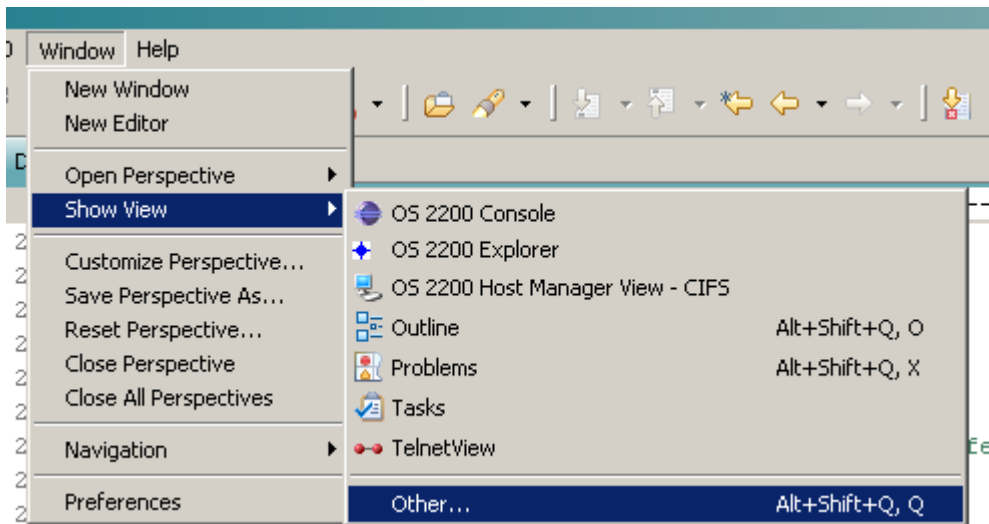 Window Help
New Window
New Editor
Open Perspective
Show View
Customize Perspective...
Save Perspective As...
Reset Perspective...
Close Perspective
Close All Perspectives
Navigation
Preferences
OS 2200 Console
OS 2200 Explorer
OS 2200 Host Manager View - CIFS
Outline Alt+Shift+Q, O
Problems Alt+Shift+Q, X
Tasks
TelnetView
Other... Alt+Shift+Q, Q